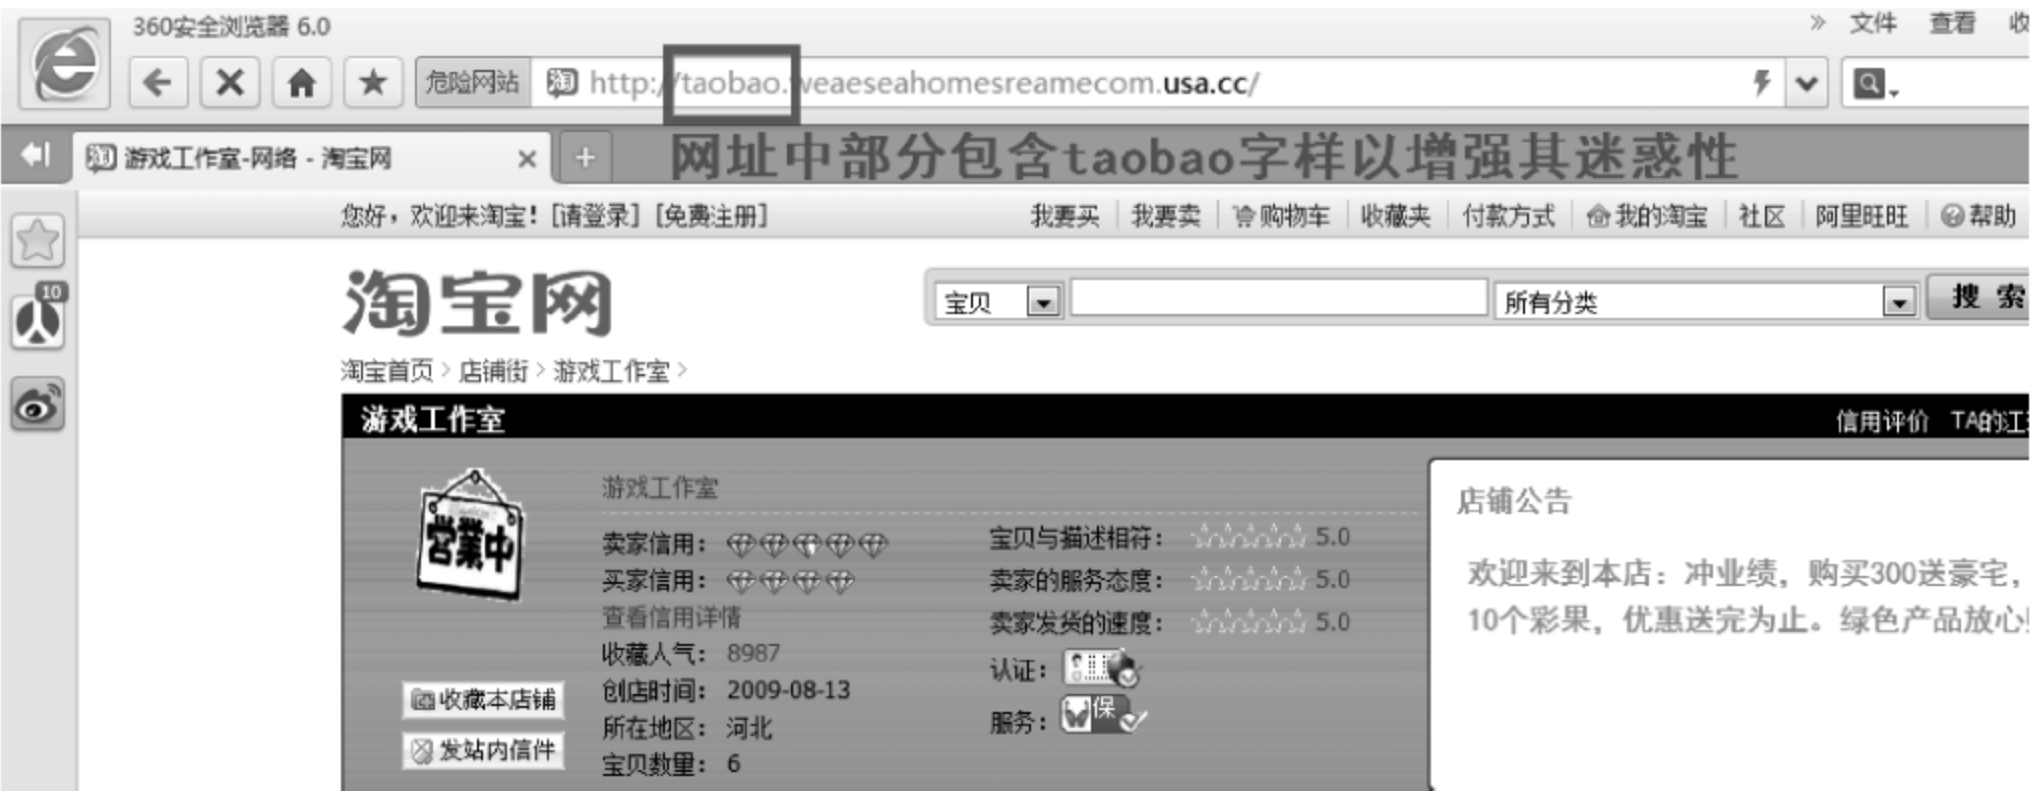 360安全浏览器 6.0
» 文件 查看
危险网站 http://taobao.weaeseahomesreamecom.usa.cc/
游戏工作室-网络 - 淘宝网
网址中部分包含taobao字样以增强其迷惑性
您好，欢迎来淘宝！[请登录] [免费注册]
我要买 我要卖 购物车 收藏夹 付款方式 我的淘宝 社区 阿里旺旺 帮助
10
淘宝网
宝贝 所有分类 搜 索
淘宝首页 > 店铺街 > 游戏工作室 >
游戏工作室
信用评价 TA的江
营業中
游戏工作室
卖家信用：
买家信用：
查看信用详情
收藏人气： 8987
创店时间： 2009-08-13
所在地区： 河北
宝贝数量： 6
收藏本店铺
发站内信件
宝贝与描述相符： 5.0
卖家的服务态度： 5.0
卖家发货的速度： 5.0
认证：
服务： 保
店铺公告
欢迎来到本店：冲业绩，购买300送豪宅，
10个彩果，优惠送完为止。绿色产品放心